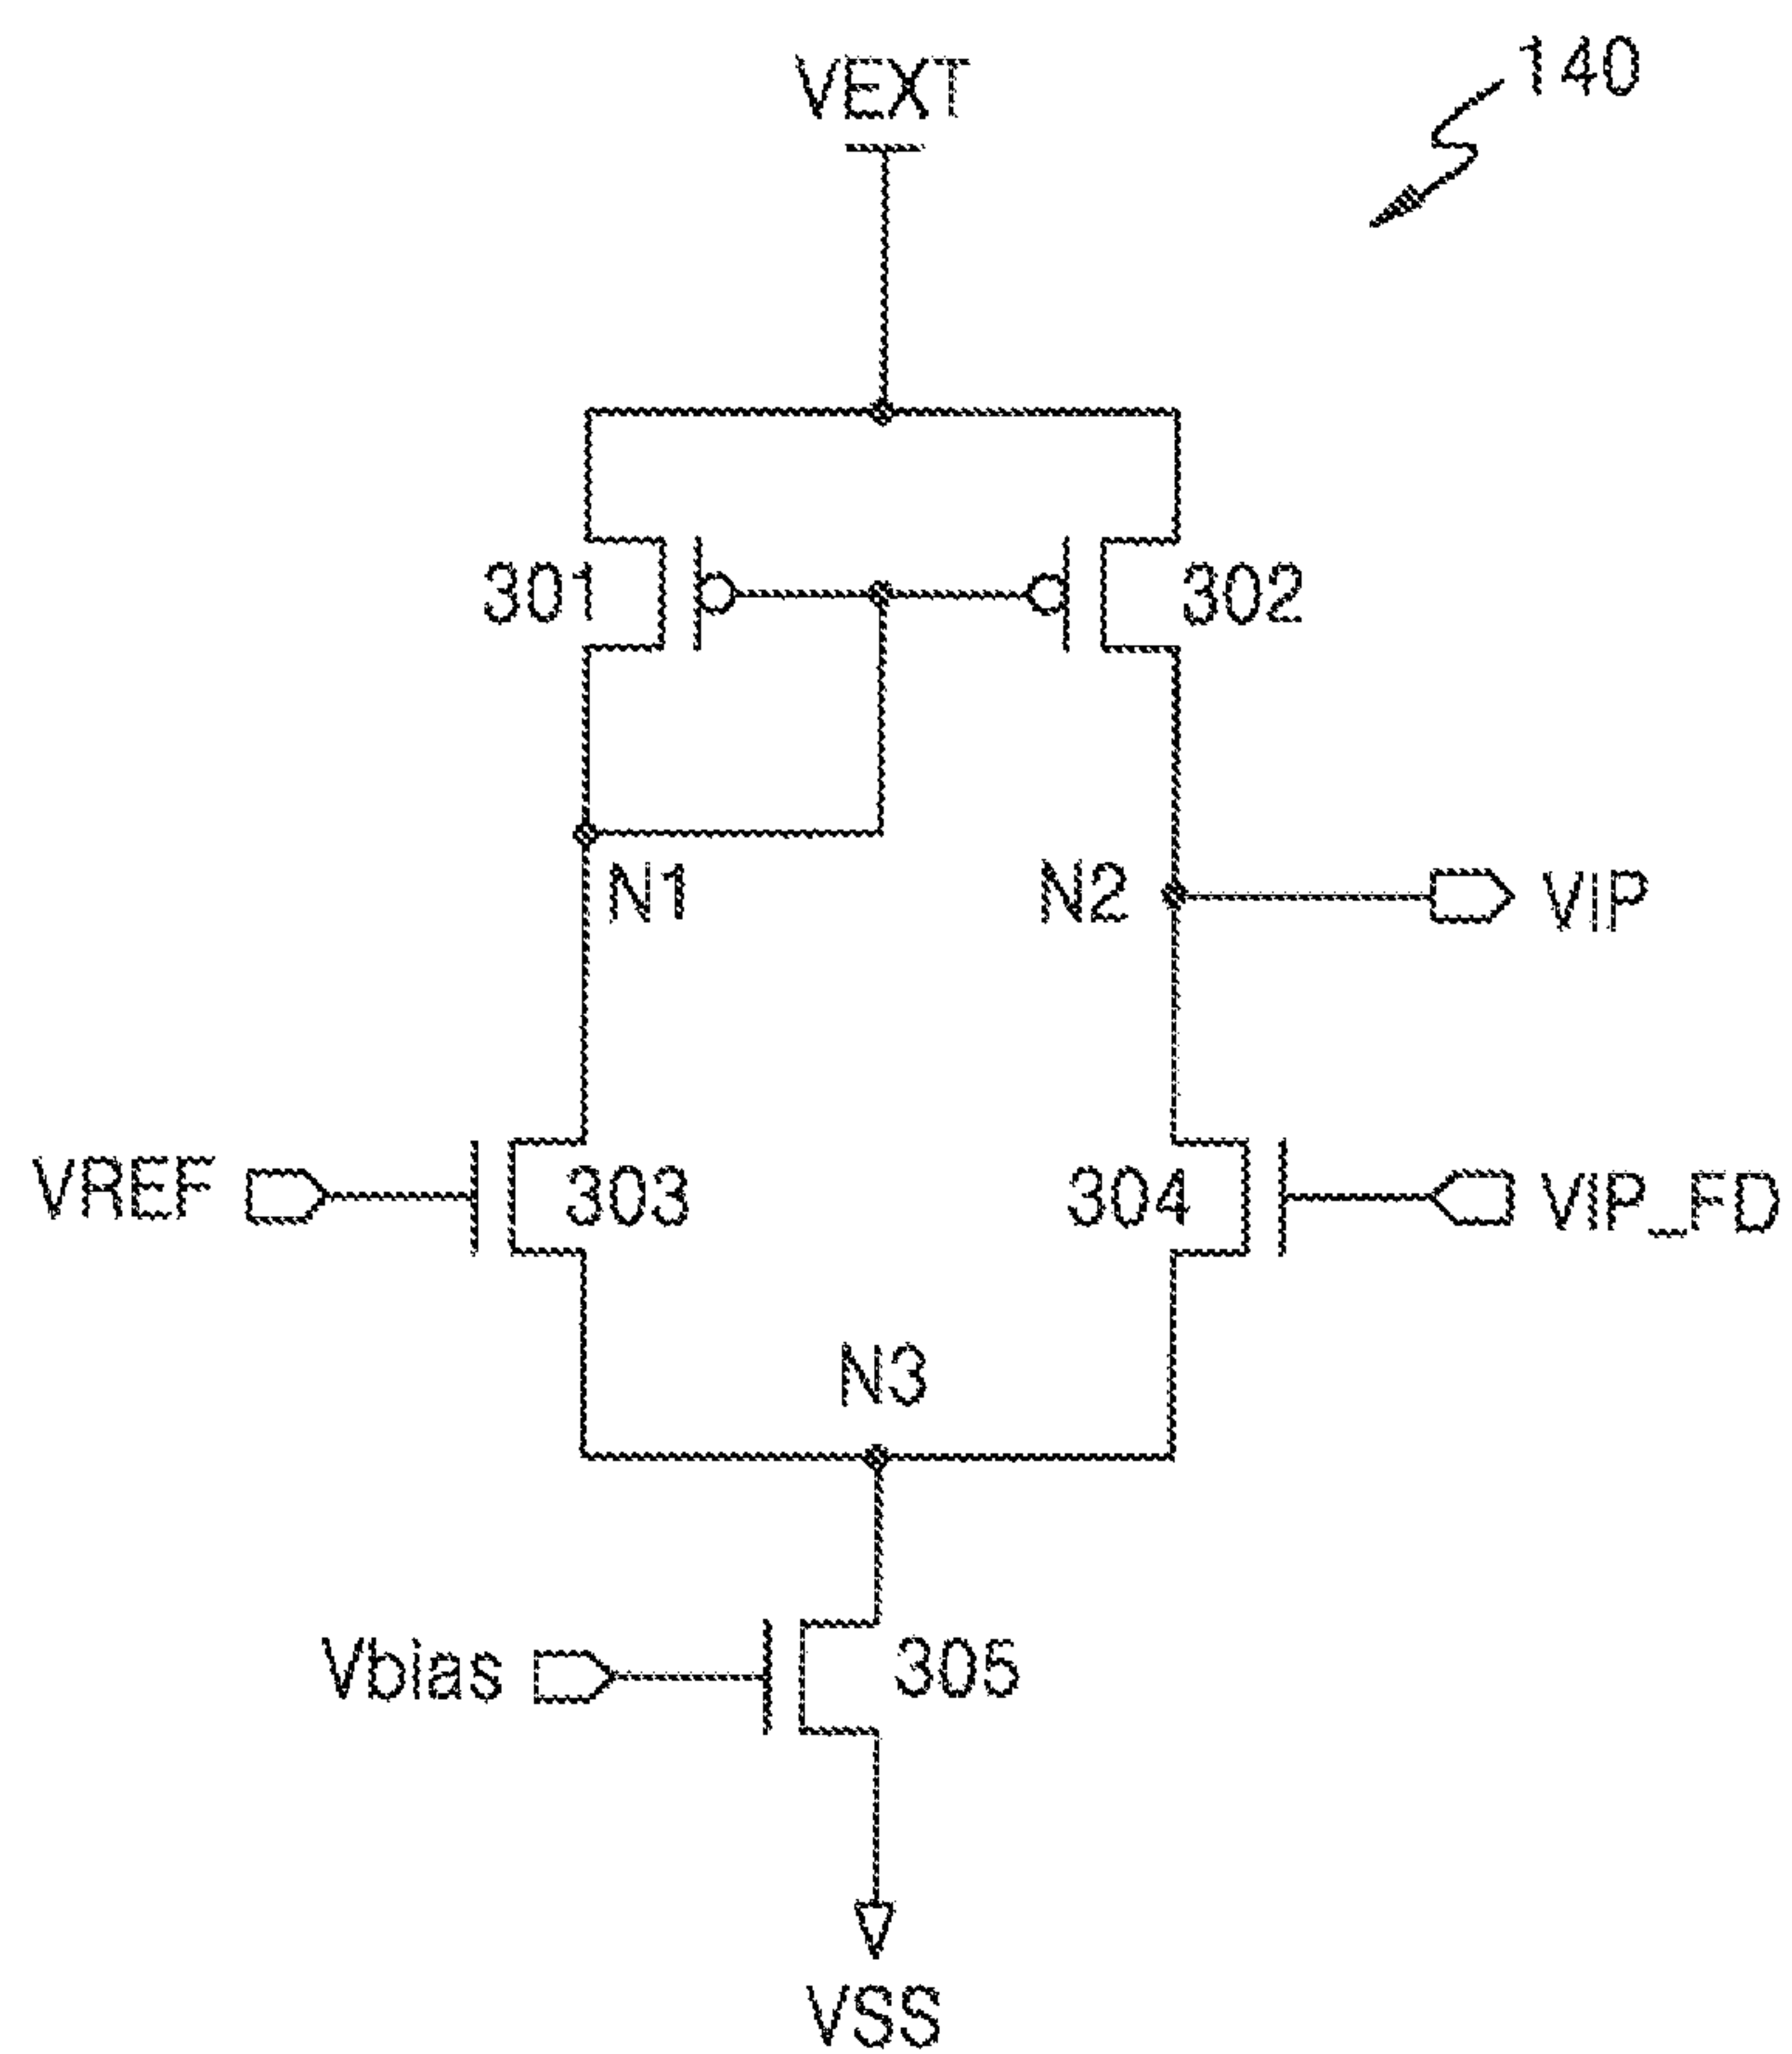 140
VEXT
301
302
N1
N2
VIP
VREF
303
304
VIP_FD
N3
Vbias
305
VSS